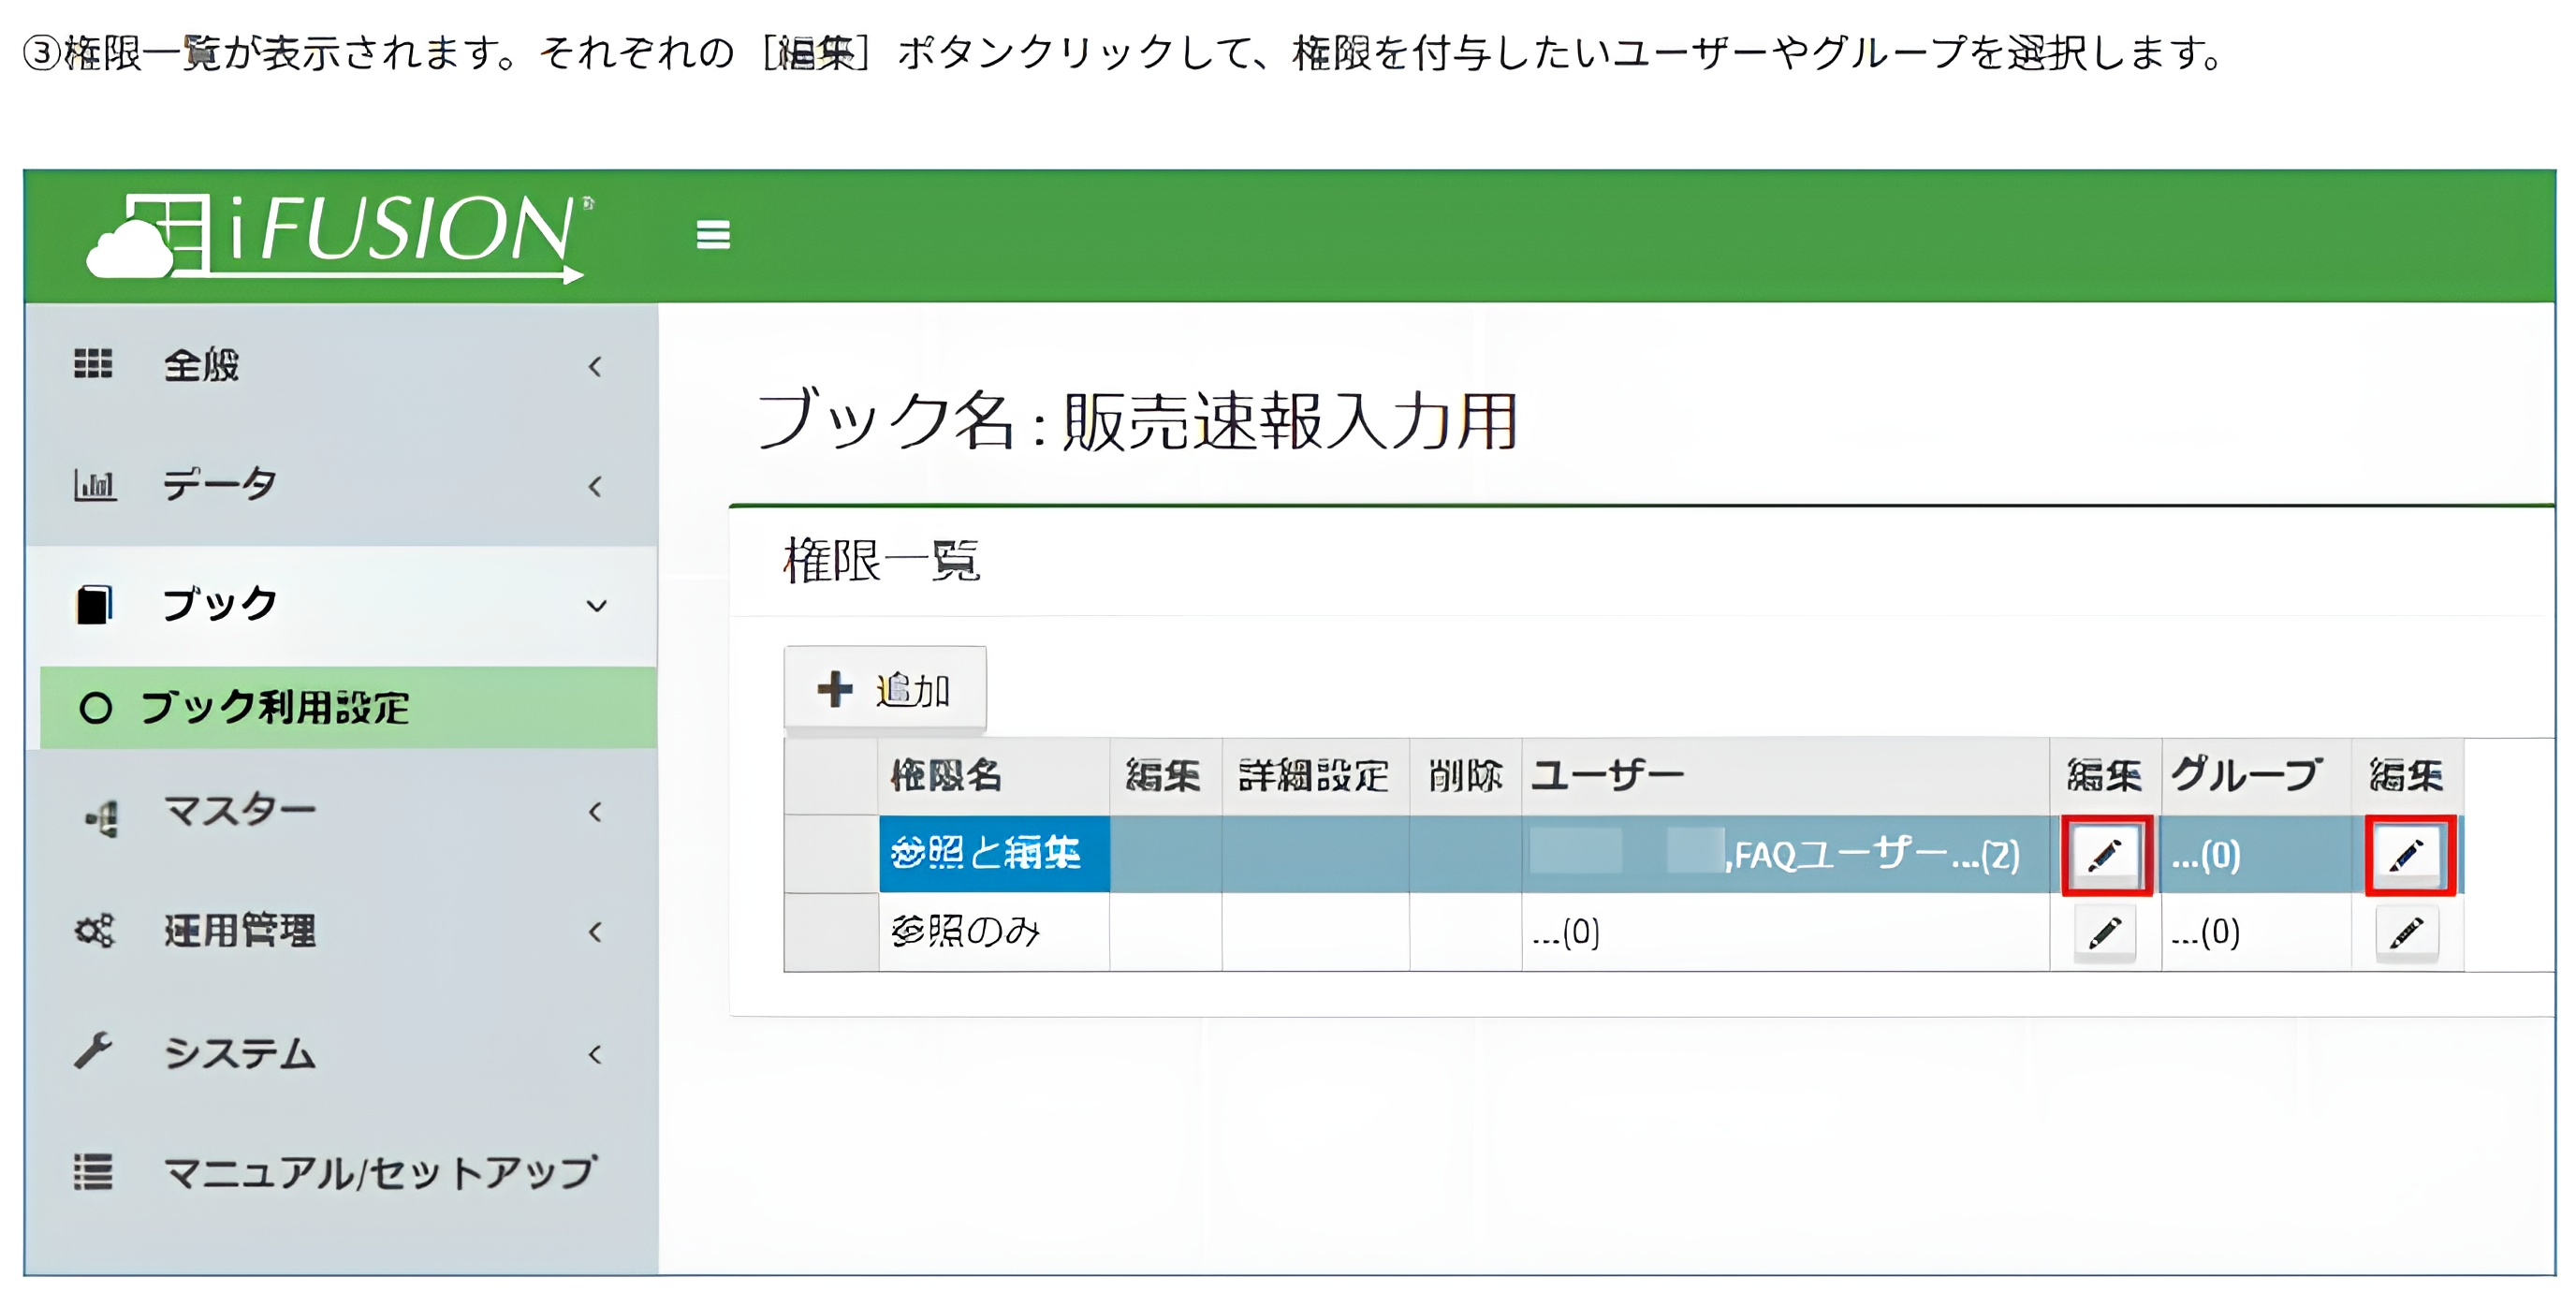 ③権限一覧が表示されます。それぞれの［編集］ボタンクリックして、権限を付与したいユーザーやグループを選択します。
iFUSION
全般
データ
ブック
ブック利用設定
マスター
運用管理
システム
マニュアル/セットアップ
ブック名:販売速報入力用
権限一覧
追加
権限名 編集 詳細設定 削除 ユーザー 編集 グループ 編集
参照と編集 ,FAQユーザー...(2) ...(0)
参照のみ ...(0) ...(0)